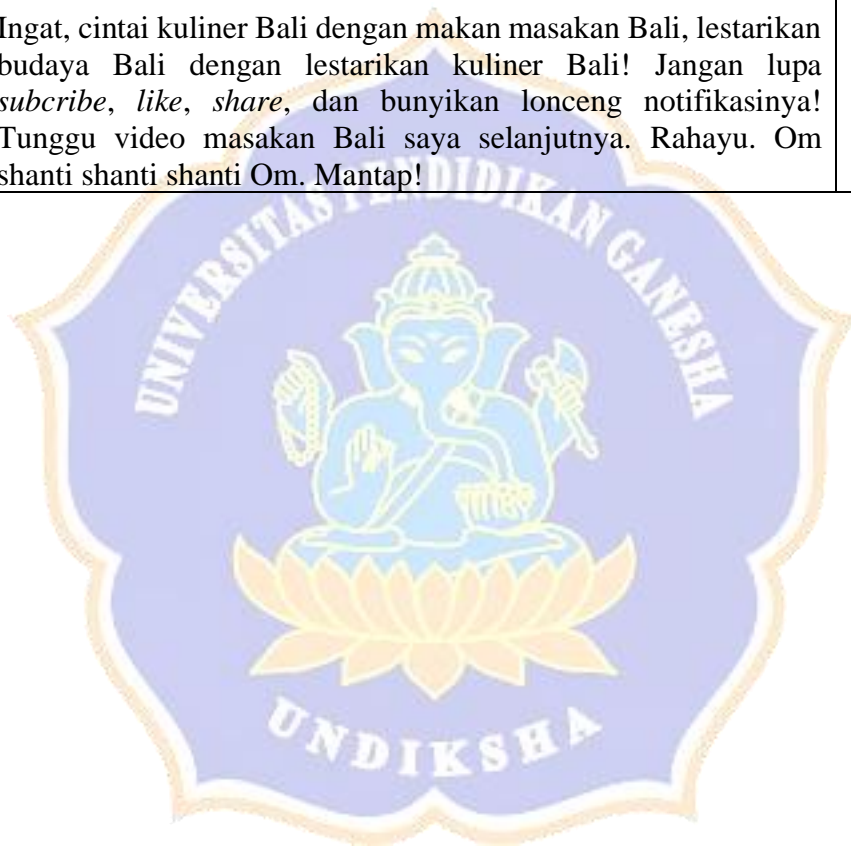 Ingat, cintai kuliner Bali dengan makan masakan Bali, lestarikan
budaya Bali dengan lestarikan kuliner Bali! Jangan lupa
subcribe, like, share, dan bunyikan lonceng notifikasinya!
Tunggu video masakan Bali saya selanjutnya. Rahayu. Om
shanti shanti shanti Om. Mantap!
UNIVERSITAS PENDIDIKAN GANESHA
UNDIKSHA